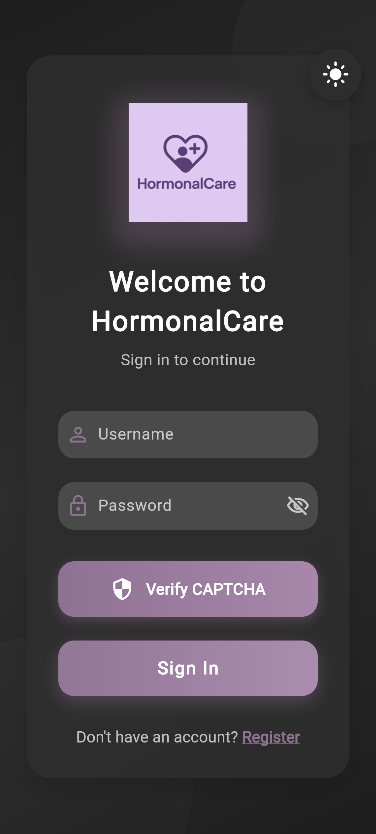 HormonalCare
Welcome to
HormonalCare
Sign in to continue
Username
Password
Verify CAPTCHA
Sign In
Don't have an account? Register